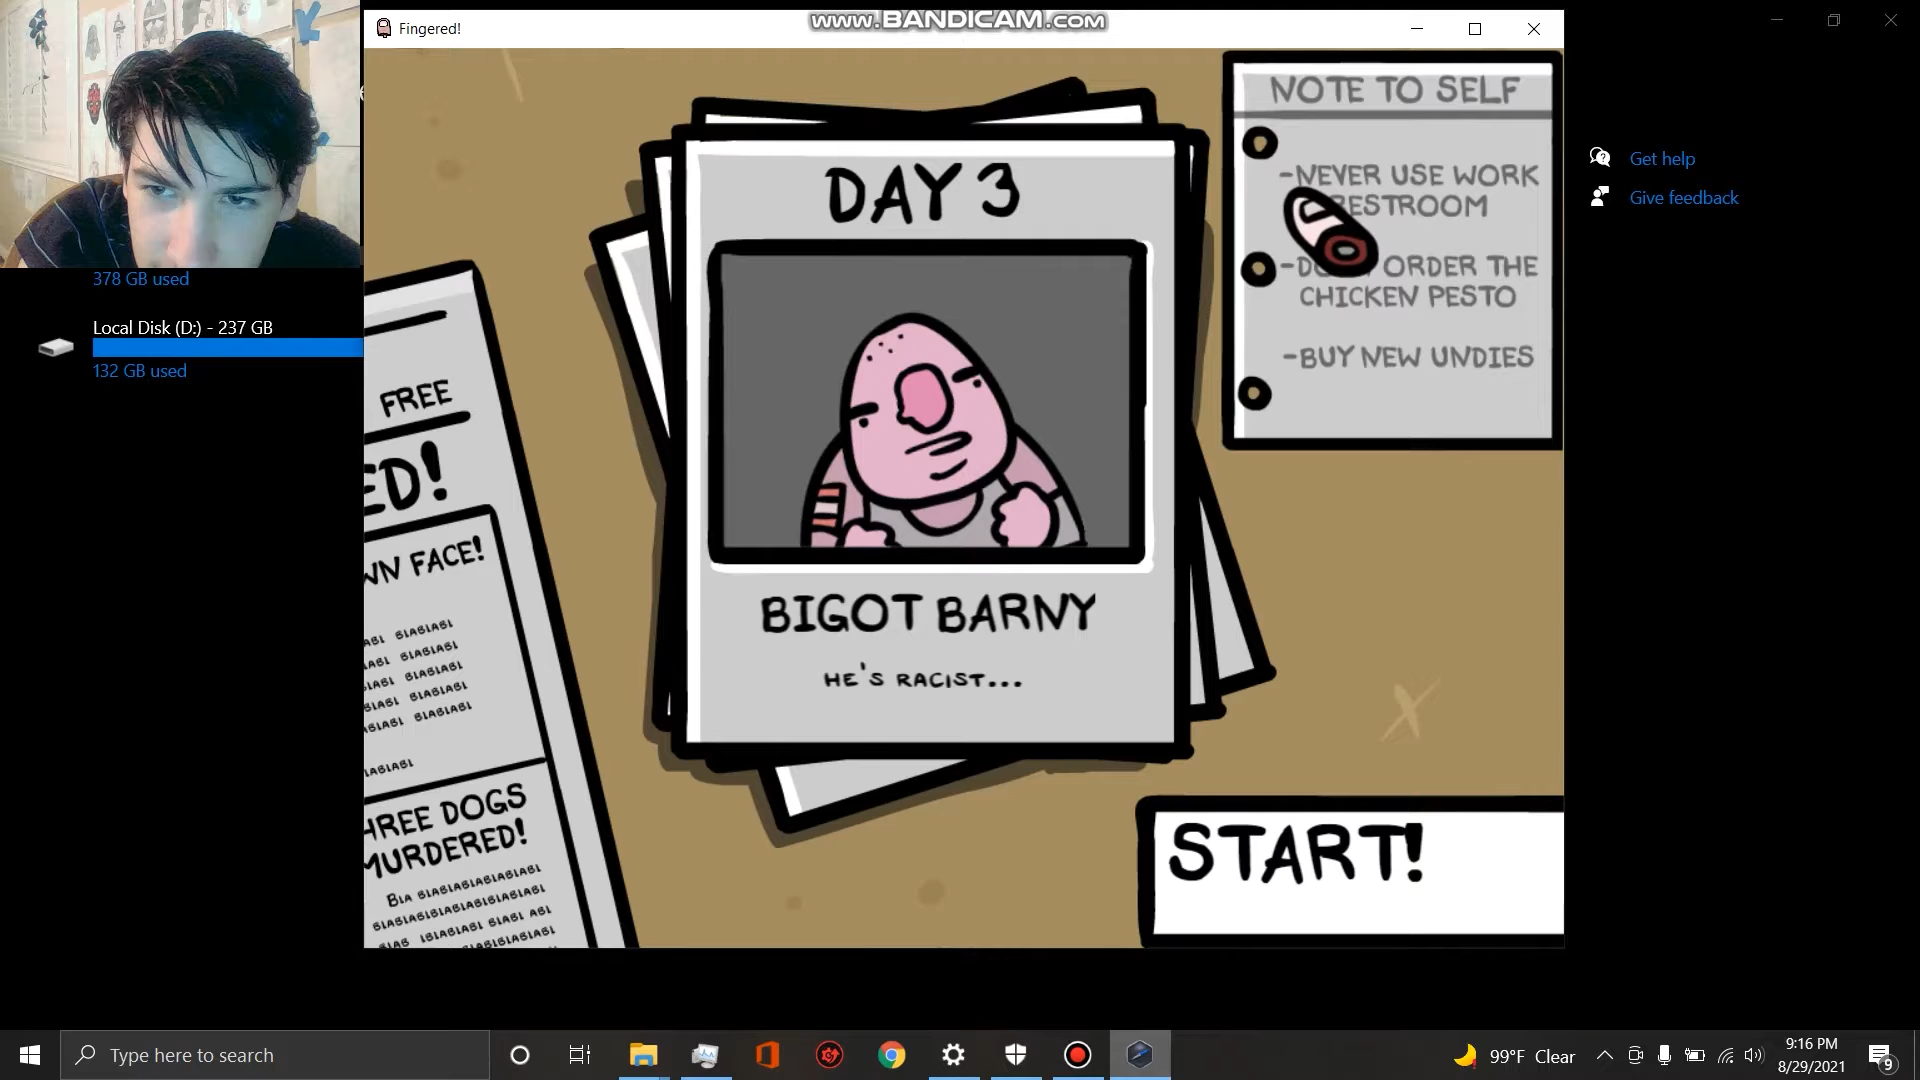 www.BANDICAM.com
Fingered!
Get help
Give feedback
378 GB used
Local Disk (D:) - 237 GB
132 GB used
FREE
ED!
WN FACE!
HREE DOGS
MURDERED!
DAY 3
BIGOT BARNY
HE'S RACIST...
NOTE TO SELF
-NEVER USE WORK
RESTROOM
ORDER THE
CHICKEN PESTO
-BUY NEW UNDIES
START!
Type here to search
99°F Clear
9:16 PM
8/29/2021
9